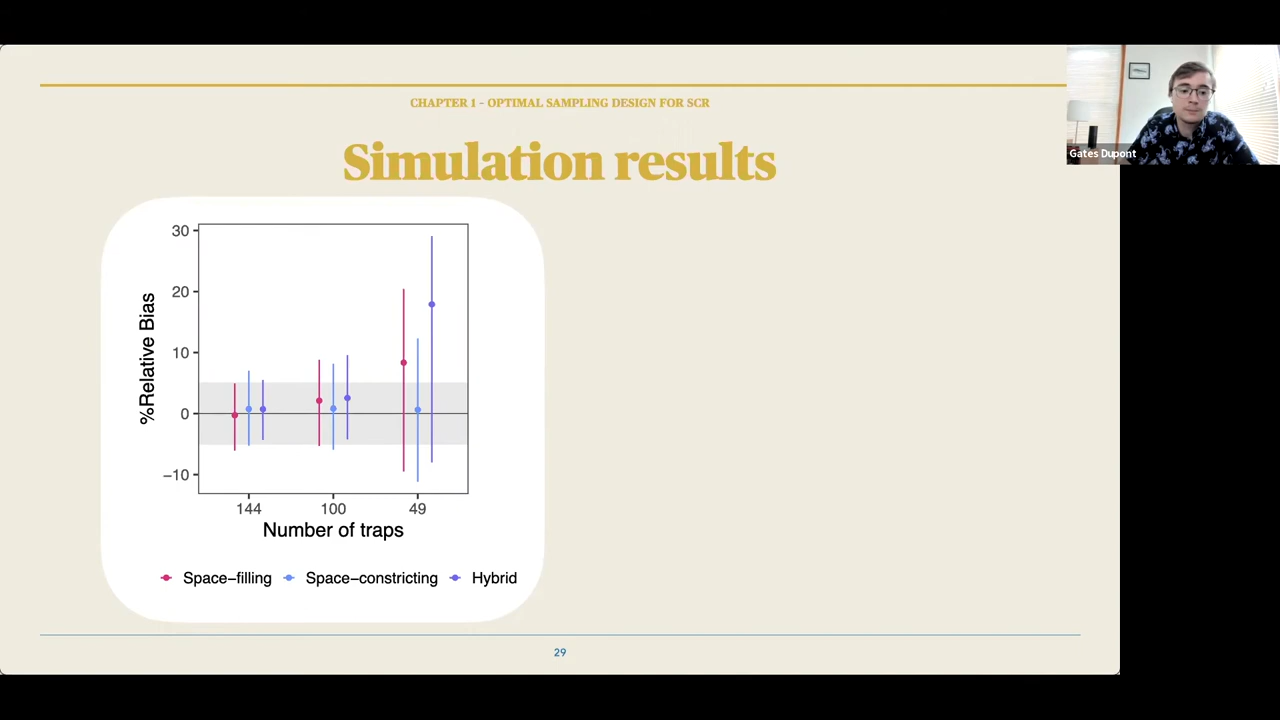 CHAPTER 1 - OPTIMAL SAMPLING DESIGN FOR SCR
Gates Dupont
Simulation results
%Relative Bias
30
20
10
0
−10
144 100 49
Number of traps
Space−filling Space−constricting Hybrid
29